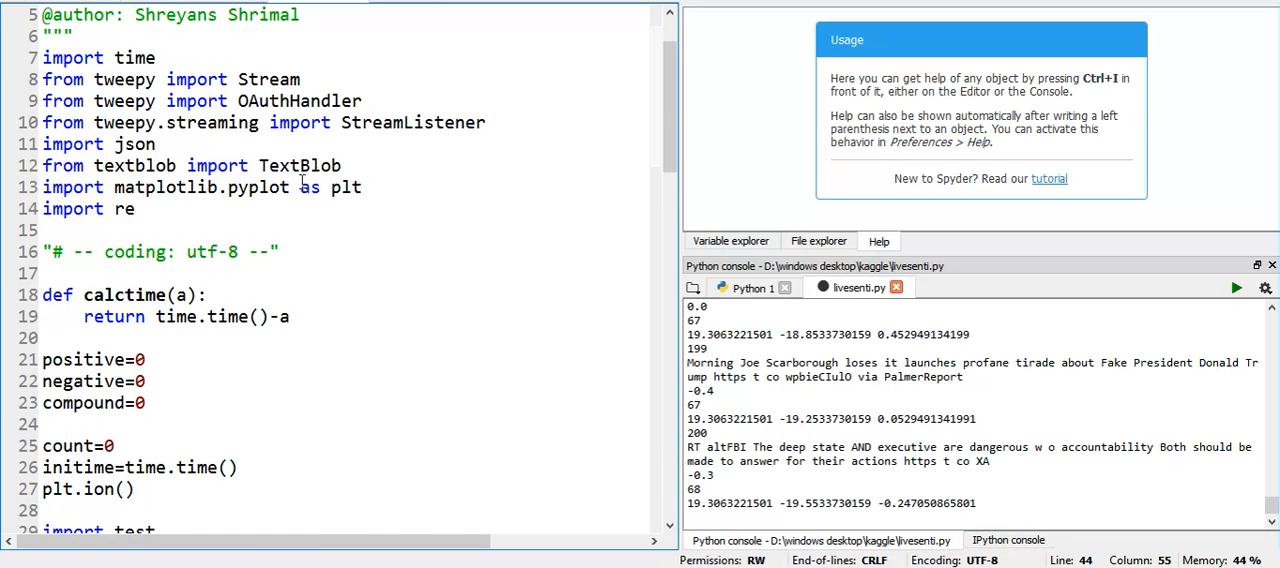 5 @author: Shreyans Shrimal
6 """
7 import time
8 from tweepy import Stream
9 from tweepy import OAuthHandler
10 from tweepy.streaming import StreamListener
11 import json
12 from textblob import TextBlob
13 import matplotlib.pyplot as plt
14 import re
15
16 "# -- coding: utf-8 --"
17
18 def calctime(a):
19     return time.time()-a
20
21 positive=0
22 negative=0
23 compound=0
24
25 count=0
26 initime=time.time()
27 plt.ion()
28
29 import test
Usage
Here you can get help of any object by pressing Ctrl+I in
front of it, either on the Editor or the Console.
Help can also be shown automatically after writing a left
parenthesis next to an object. You can activate this
behavior in Preferences > Help.
New to Spyder? Read our tutorial
Variable explorer File explorer Help
Python console - D:\windows desktop\kaggle\livesenti.py
Python 1 livesenti.py
0.0
67
19.3063221501 -18.8533730159 0.452949134199
199
Morning Joe Scarborough loses it launches profane tirade about Fake President Donald Tr
ump https t co wpbieCIulO via PalmerReport
-0.4
67
19.3063221501 -19.2533730159 0.0529491341991
200
RT altFBI The deep state AND executive are dangerous w o accountability Both should be
made to answer for their actions https t co XA
-0.3
68
19.3063221501 -19.5533730159 -0.247050865801
Python console - D:\windows desktop\kaggle\livesenti.py IPython console
Permissions: RW End-of-lines: CRLF Encoding: UTF-8 Line: 44 Column: 55 Memory: 44 %